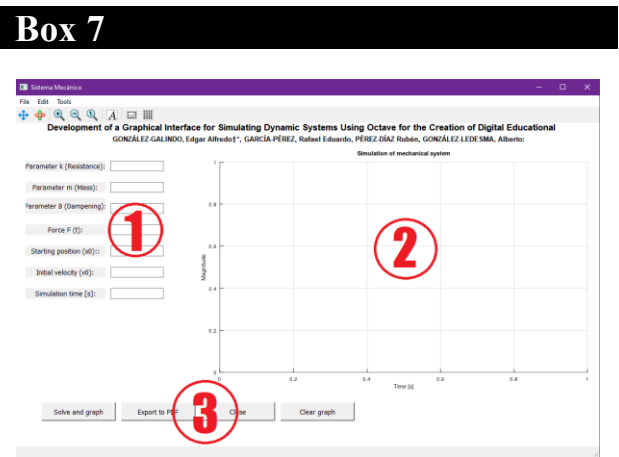 Box 7
Sistema Mecánico
File Edit Tools
A
Development of a Graphical Interface for Simulating Dynamic Systems Using Octave for the Creation of Digital Educational
GONZÁLEZ-GALINDO, Edgar Alfredo†*, GARCÍA-PÉREZ, Rafael Eduardo, PÉREZ-DÍAZ Rubén, GONZÁLEZ-LEDESMA, Alberto:
Simulation of mechanical system
Parameter k (Resistance):
Parameter m (Mass):
Parameter B (Dampening):
Force F (t):
Starting position (x0)::
Initial velocity (v0):
Simulation time [s]:
1
2
Magnitude
1
0.8
0.6
0.4
0.2
0
0 0.2 0.4 0.6 0.8 1
Time [s]
3
Solve and graph Export to PDF Close Clear graph